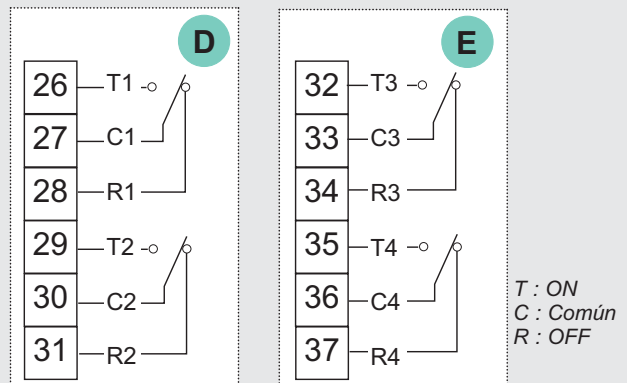 D
26 T1
27 C1
28 R1
29 T2
30 C2
31 R2
E
32 T3
33 C3
34 R3
35 T4
36 C4
37 R4
T : ON
C : Común
R : OFF